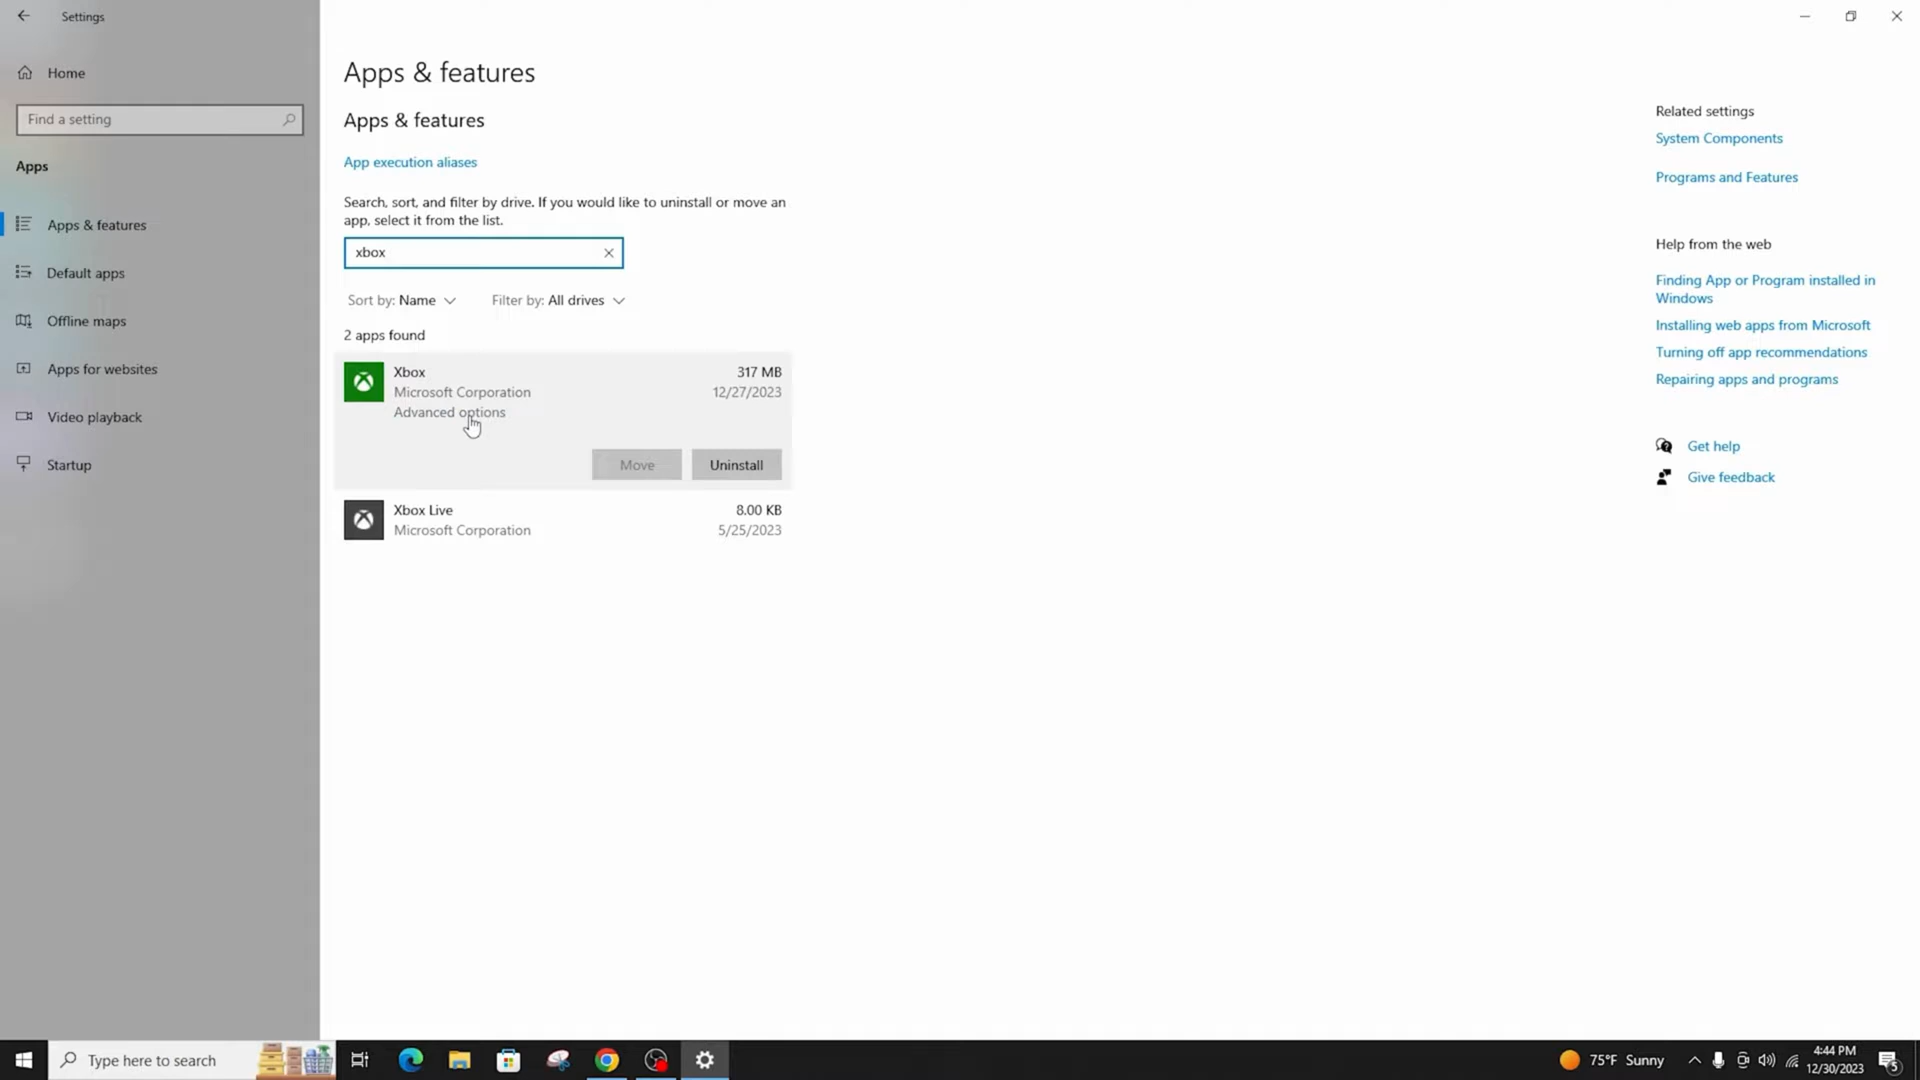 Settings
Home
Find a setting
Apps
Apps & features
Default apps
Offline maps
Apps for websites
Video playback
Startup
Apps & features
Apps & features
App execution aliases
Search, sort, and filter by drive. If you would like to uninstall or move an
app, select it from the list.
xbox
Sort by: Name
Filter by: All drives
2 apps found
Xbox 317 MB
Microsoft Corporation 12/27/2023
Advanced options
Move Uninstall
Xbox Live 8.00 KB
Microsoft Corporation 5/25/2023
Related settings
System Components
Programs and Features
Help from the web
Finding App or Program installed in
Windows
Installing web apps from Microsoft
Turning off app recommendations
Repairing apps and programs
Get help
Give feedback
Type here to search
75°F Sunny
4:44 PM
12/30/2023
5